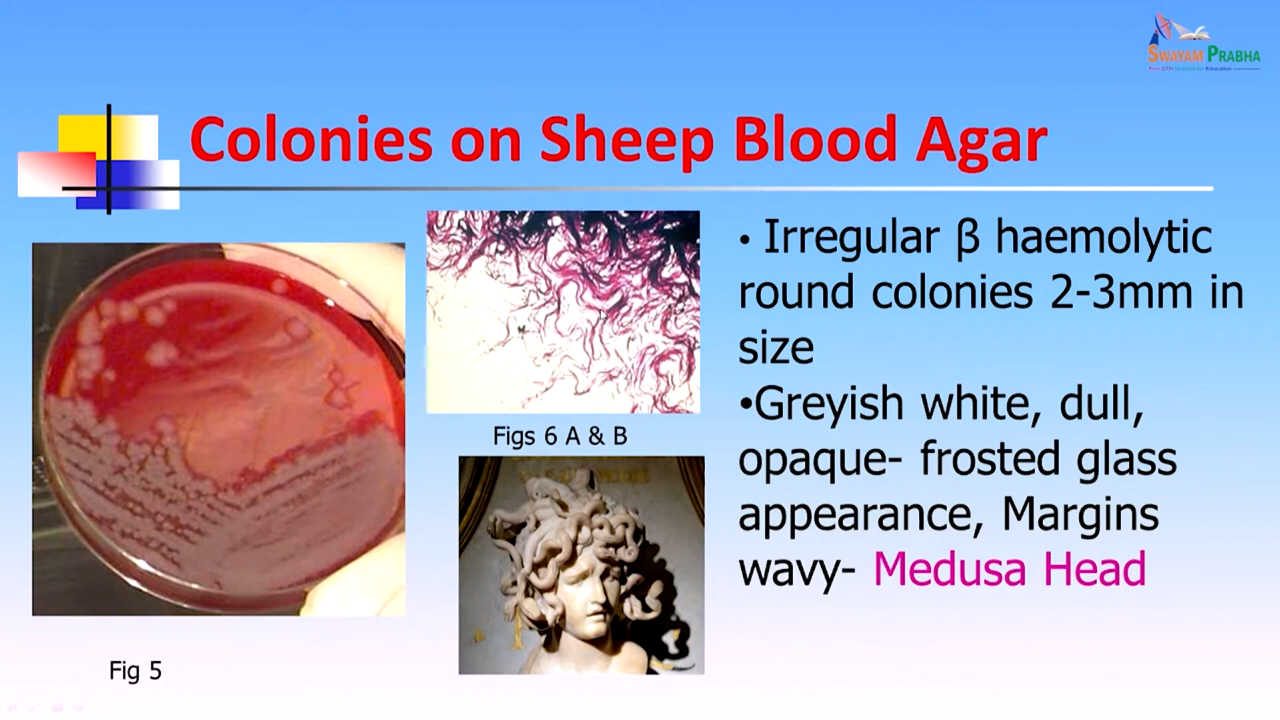 SWAYAM PRABHA
Colonies on Sheep Blood Agar
• Irregular β haemolytic
round colonies 2-3mm in
size
•Greyish white, dull,
opaque- frosted glass
appearance, Margins
wavy- Medusa Head
Figs 6 A & B
Fig 5